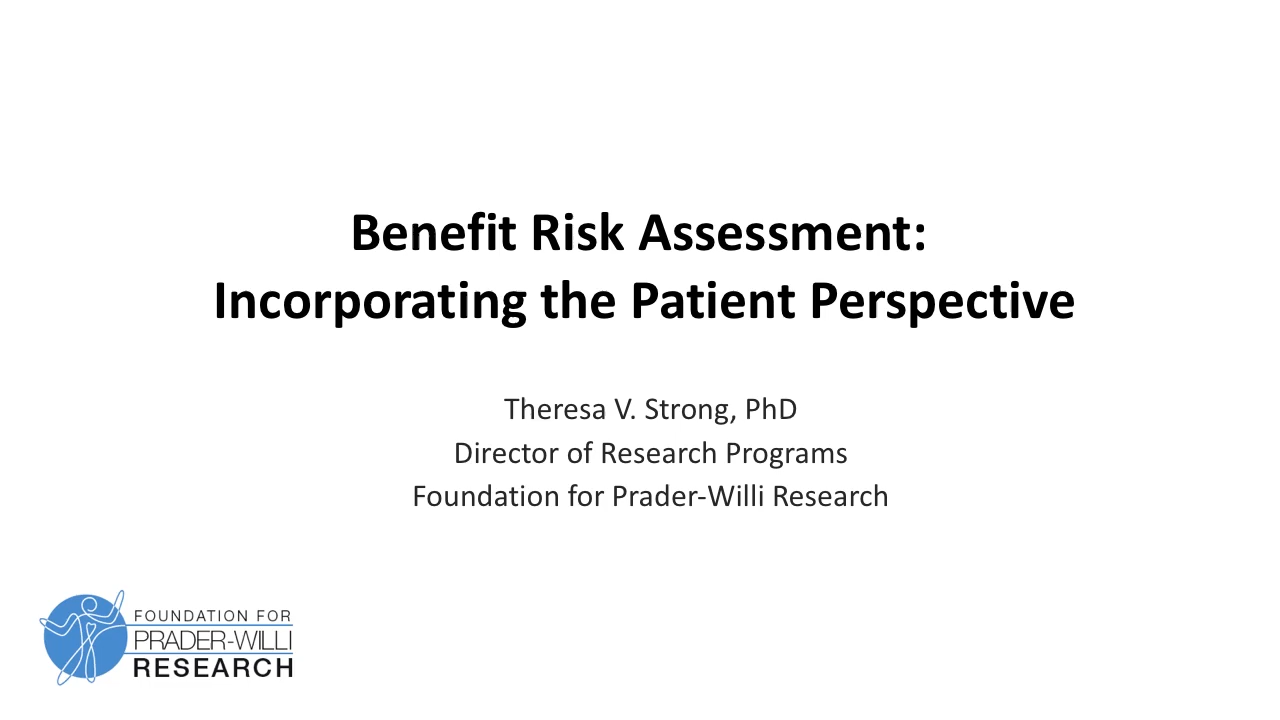 Benefit Risk Assessment:
Incorporating the Patient Perspective
Theresa V. Strong, PhD
Director of Research Programs
Foundation for Prader-Willi Research
FOUNDATION FOR
PRADER-WILLI
RESEARCH